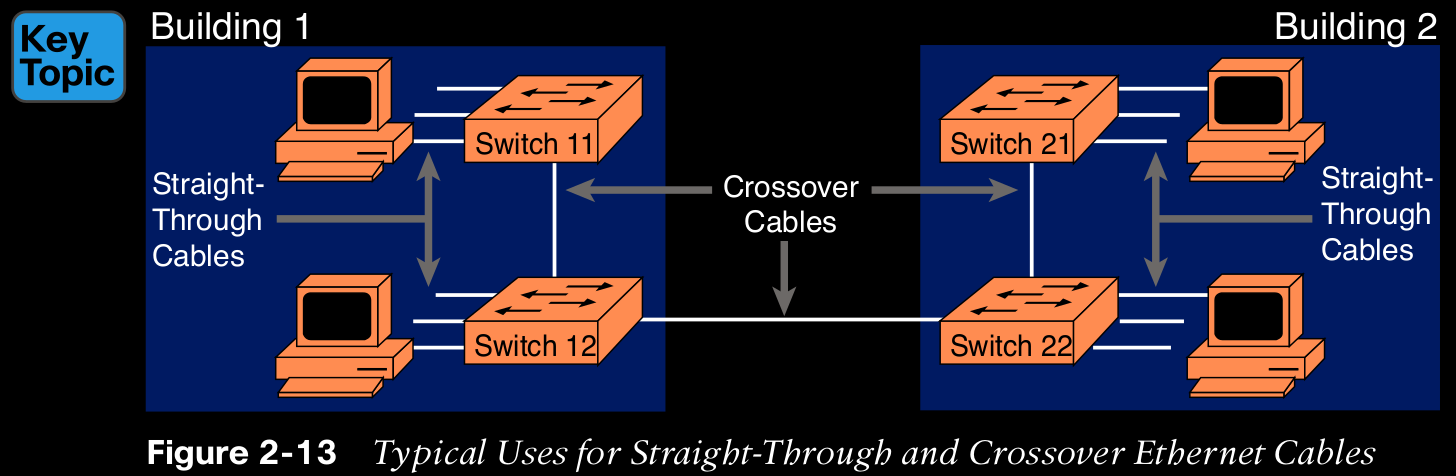 Key
Topic
Building 1
Building 2
Switch 11
Switch 21
Straight-
Through
Cables
Crossover
Cables
Straight-
Through
Cables
Switch 12
Switch 22
Figure 2-13 Typical Uses for Straight-Through and Crossover Ethernet Cables